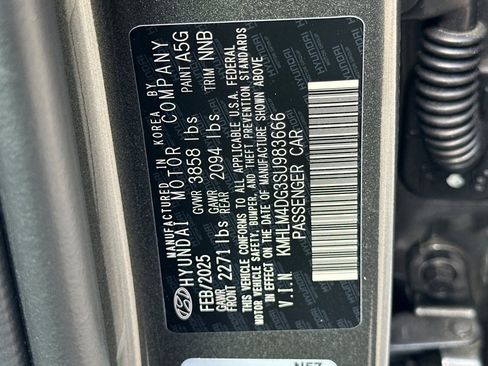 MANUFACTURED IN KOREA BY
HYUNDAI MOTOR COMPANY
FEB/2025 GVWR 3858 lbs PAINT A5G
GAWR FRONT 2271 lbs GAWR REAR 2094 lbs TRIM NNB
THIS VEHICLE CONFORMS TO ALL APPLICABLE U.S.A. FEDERAL
MOTOR VEHICLE SAFETY, BUMPER, AND THEFT PREVENTION STANDARDS
IN EFFECT ON THE DATE OF MANUFACTURE SHOWN ABOVE
V.I.N. KMHLM4DG3SU983666
PASSENGER CAR